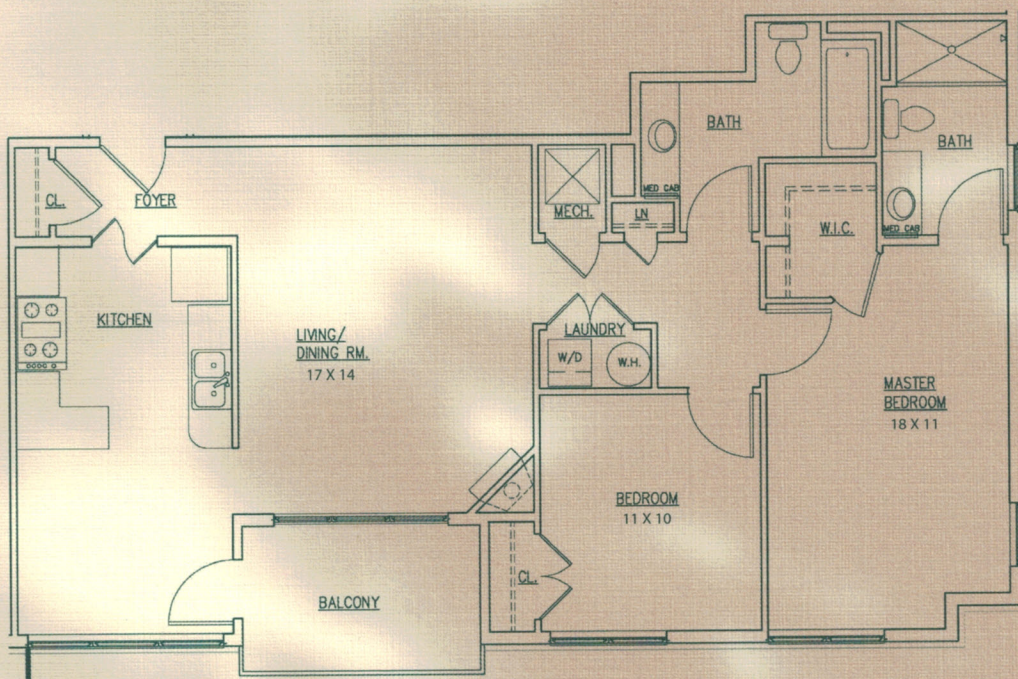 BATH
BATH
CL.
FOYER
MECH.
MED CAB
LN
W.I.C.
MED CAB
KITCHEN
LIVING/
DINING RM.
17 X 14
LAUNDRY
W/D
W.H.
MASTER
BEDROOM
18 X 11
BEDROOM
11 X 10
CL.
BALCONY